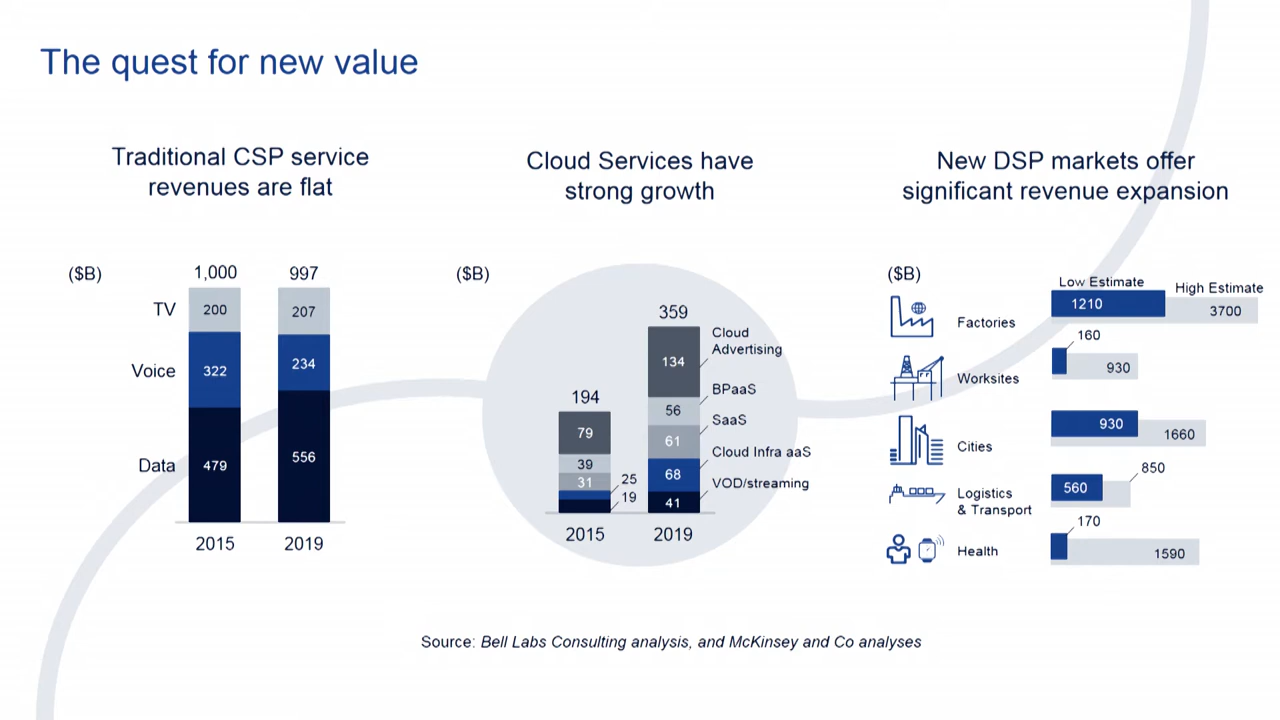 The quest for new value
Traditional CSP service
revenues are flat
($B)
1,000
997
TV
200
207
Voice
322
234
Data
479
556
2015
2019
Cloud Services have
strong growth
($B)
194
359
79
39
31
25
19
134
56
61
68
41
Cloud
Advertising
BPaaS
SaaS
Cloud Infra aaS
VOD/streaming
2015
2019
New DSP markets offer
significant revenue expansion
($B)
Low Estimate
High Estimate
Factories
1210
3700
Worksites
160
930
Cities
930
1660
Logistics
& Transport
560
850
Health
170
1590
Source: Bell Labs Consulting analysis, and McKinsey and Co analyses